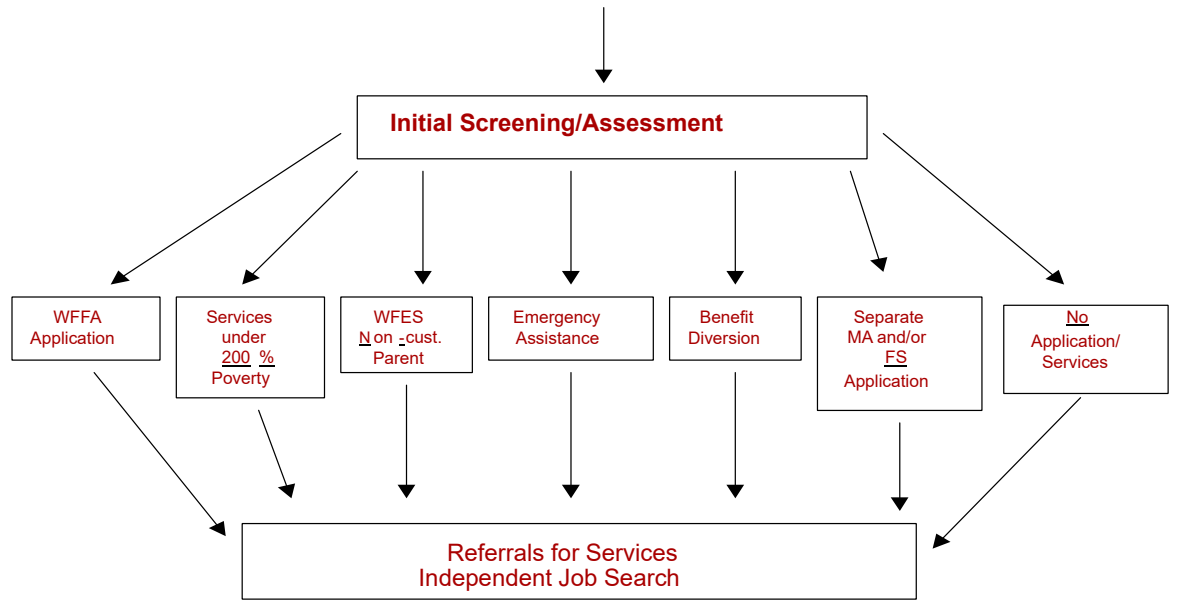 Initial Screening/Assessment
WFFA
Application
Services
under
200 %
Poverty
WFES
N on -cust.
Parent
Emergency
Assistance
Benefit
Diversion
Separate
MA and/or
FS
Application
No
Application/
Services
Referrals for Services
Independent Job Search